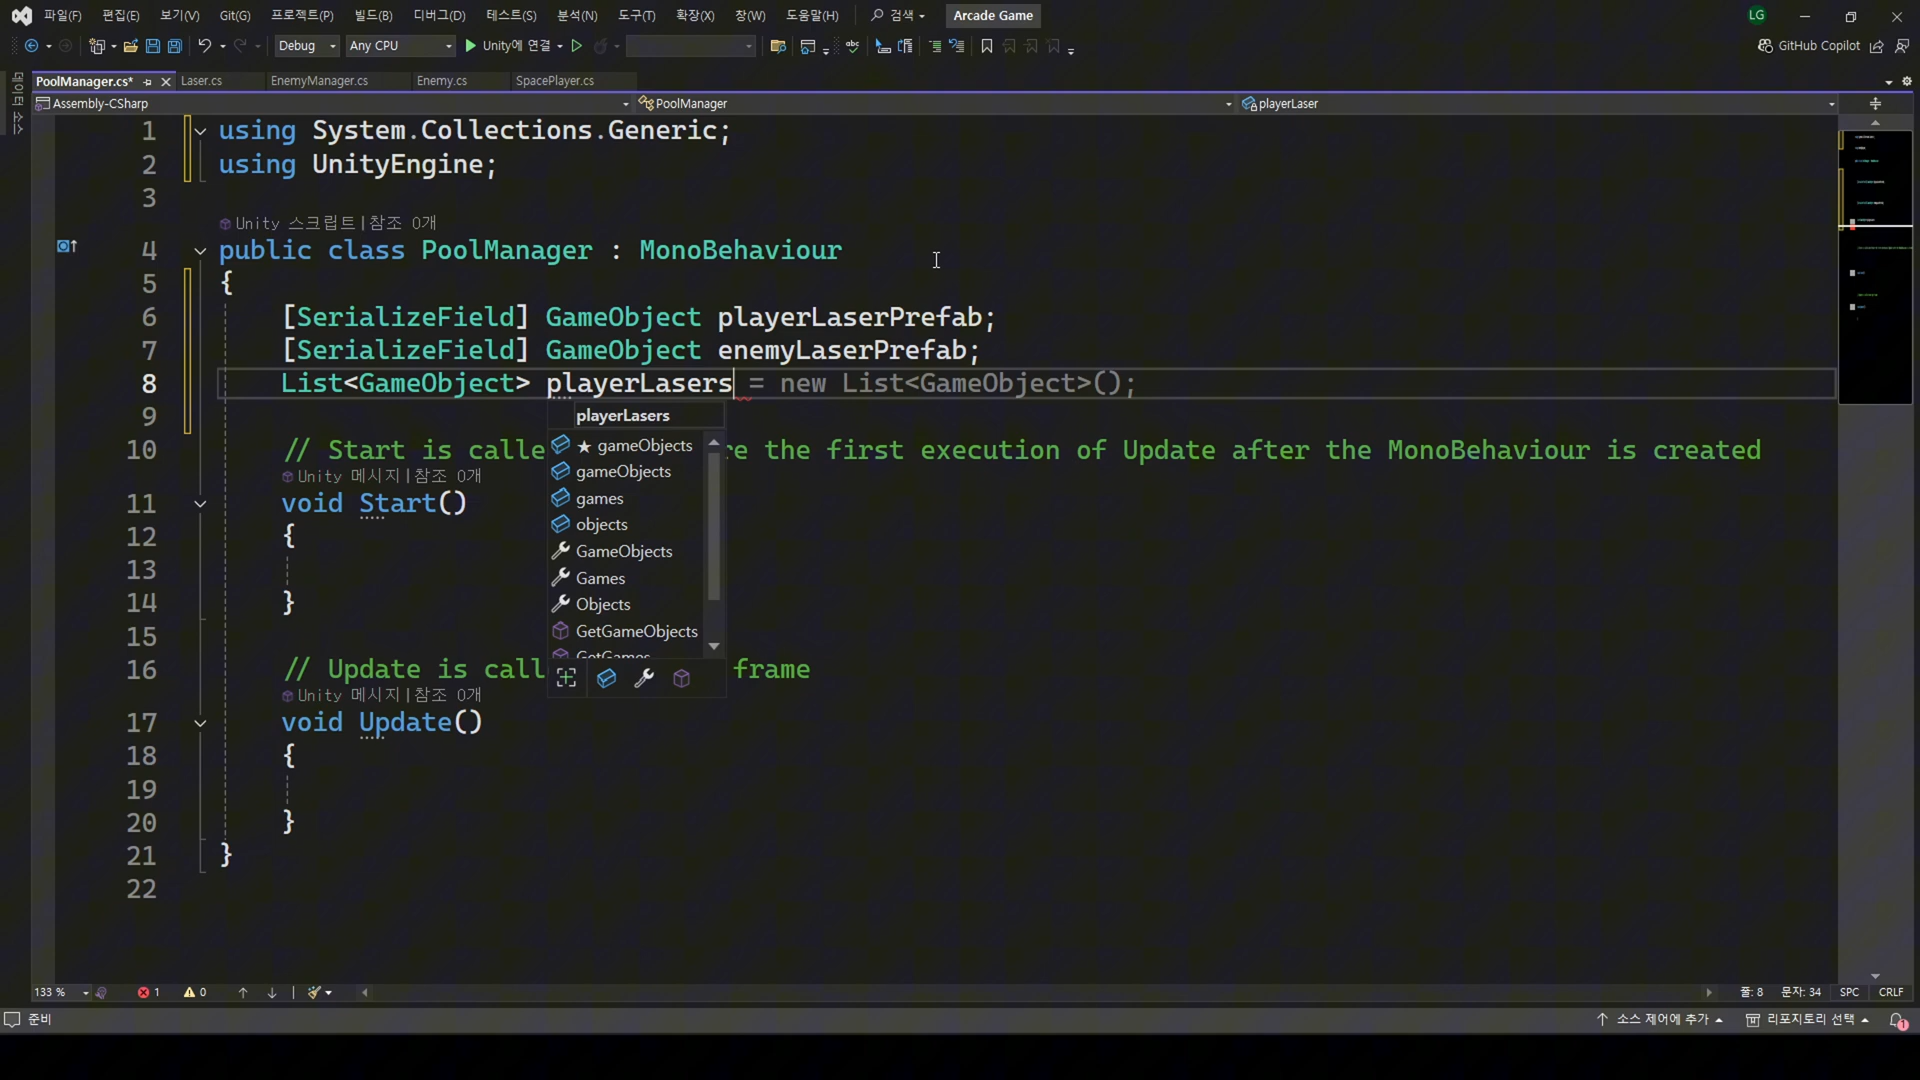 파일(F) 편집(E) 보기(V) Git(G) 프로젝트(P) 빌드(B) 디버그(D) 테스트(S) 분석(N) 도구(T) 확장(X) 창(W) 도움말(H) 검색 Arcade Game LG
Debug Any CPU Unity에 연결 GitHub Copilot
데이터 소스
PoolManager.cs* Laser.cs EnemyManager.cs Enemy.cs SpacePlayer.cs
Assembly-CSharp PoolManager playerLaser
1 using System.Collections.Generic;
2 using UnityEngine;
3
Unity 스크립트|참조 0개
4 public class PoolManager : MonoBehaviour
5 {
6 [SerializeField] GameObject playerLaserPrefab;
7 [SerializeField] GameObject enemyLaserPrefab;
8 List<GameObject> playerLasers = new List<GameObject>();
9 playerLasers
10 // Start is calle re the first execution of Update after the MonoBehaviour is created
★ gameObjects
gameObjects
games
objects
GameObjects
Games
Objects
GetGameObjects
GetGames
Unity 메시지|참조 0개
11 void Start()
12 {
13
14 }
15
16 // Update is call frame
Unity 메시지|참조 0개
17 void Update()
18 {
19
20 }
21 }
22
133 % 1 0 줄: 8 문자: 34 SPC CRLF
준비 소스 제어에 추가 리포지토리 선택 1